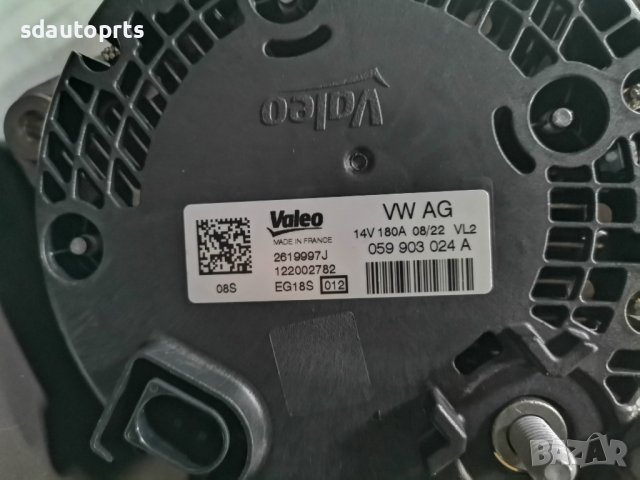 sdautoprts
Valeo
Valeo
MADE IN FRANCE
2619997J
122002782
EG18S 012
08S
VW AG
14V 180A 08/22 VL2
059 903 024 A
BAZAR